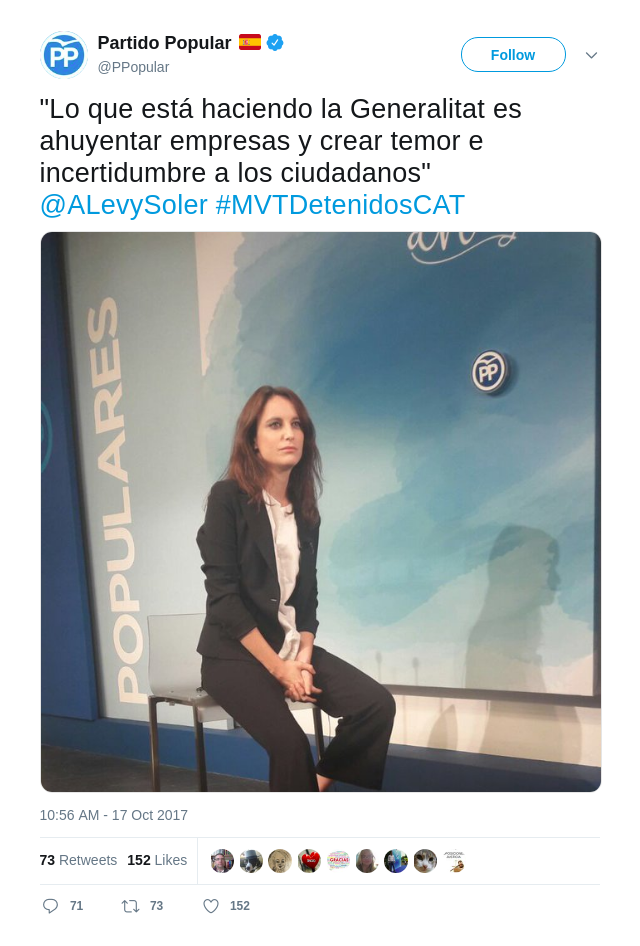 Partido Popular
@PPopular
Follow
"Lo que está haciendo la Generalitat es
ahuyentar empresas y crear temor e
incertidumbre a los ciudadanos"
@ALevySoler #MVTDetenidosCAT
PP
POPULARES
PP
10:56 AM - 17 Oct 2017
73 Retweets 152 Likes
71 73 152